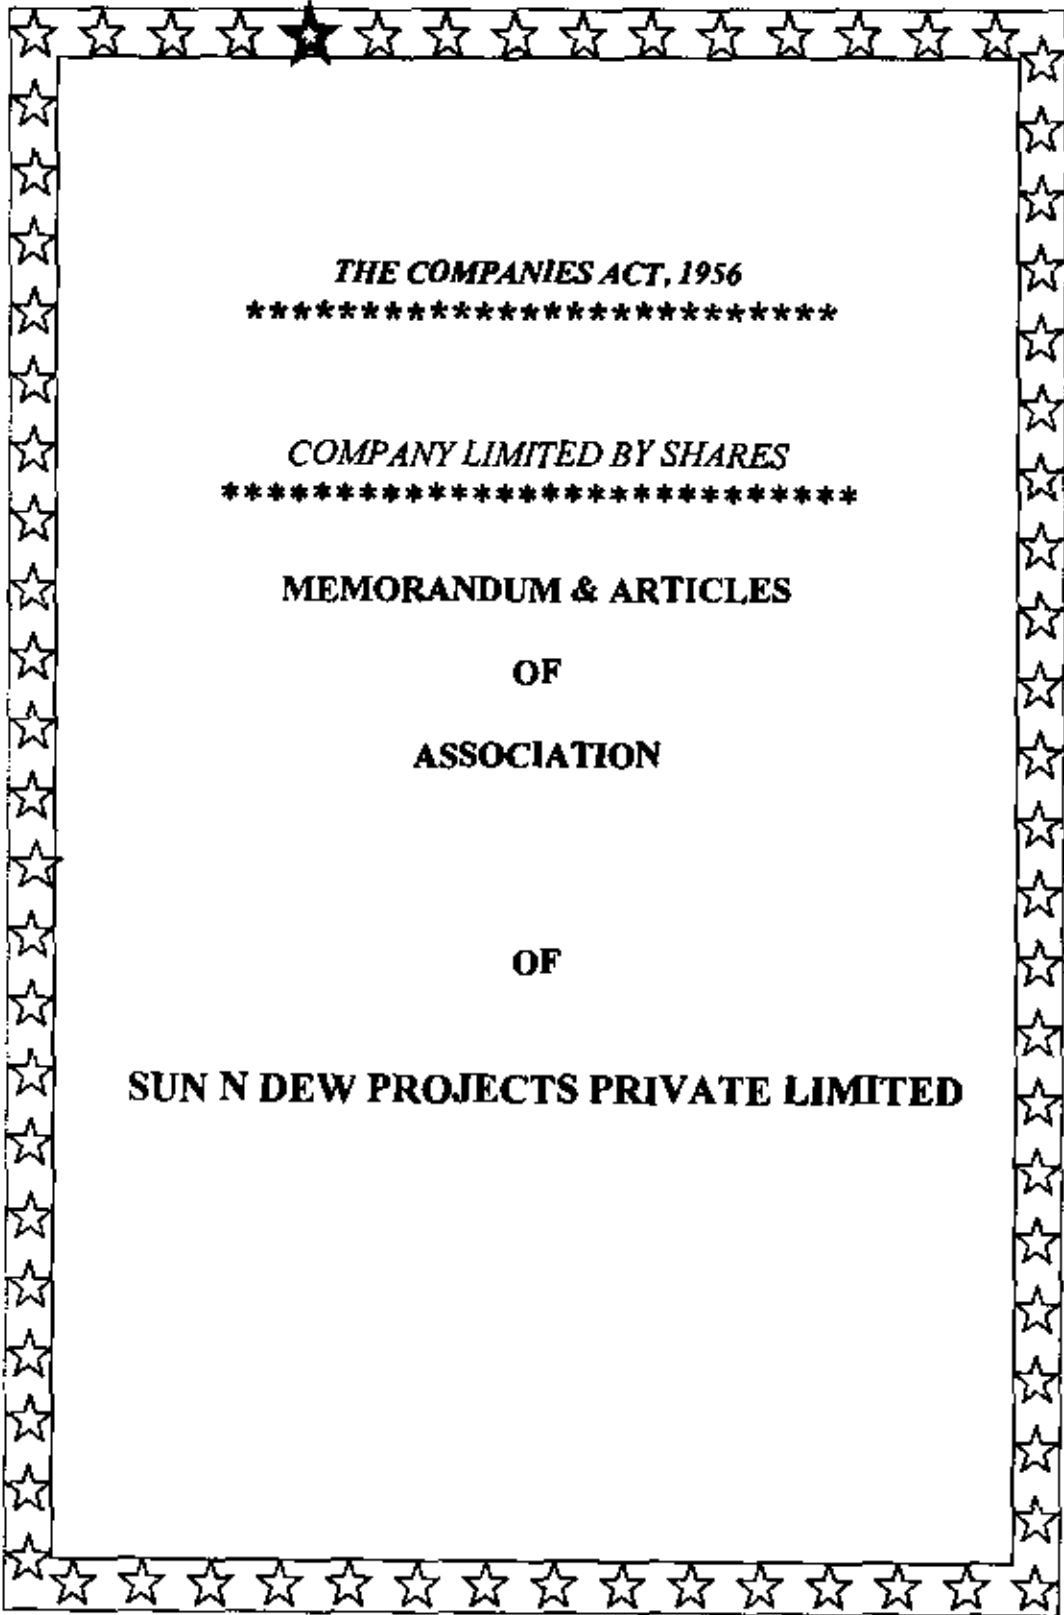 THE COMPANIES ACT, 1956
**************************
COMPANY LIMITED BY SHARES
****************************
MEMORANDUM & ARTICLES
OF
ASSOCIATION
OF
SUN N DEW PROJECTS PRIVATE LIMITED